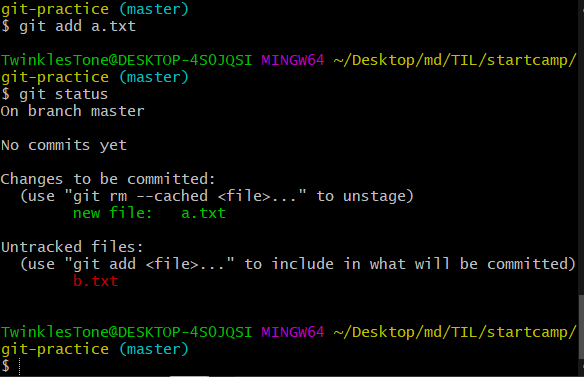 git-practice (master)
$ git add a.txt
TwinklesTone@DESKTOP-4S0JQSI MINGW64 ~/Desktop/md/TIL/startcamp/
git-practice (master)
$ git status
On branch master
No commits yet
Changes to be committed:
(use "git rm --cached <file>..." to unstage)
new file:   a.txt
Untracked files:
(use "git add <file>..." to include in what will be committed)
b.txt
TwinklesTone@DESKTOP-4S0JQSI MINGW64 ~/Desktop/md/TIL/startcamp/
git-practice (master)
$